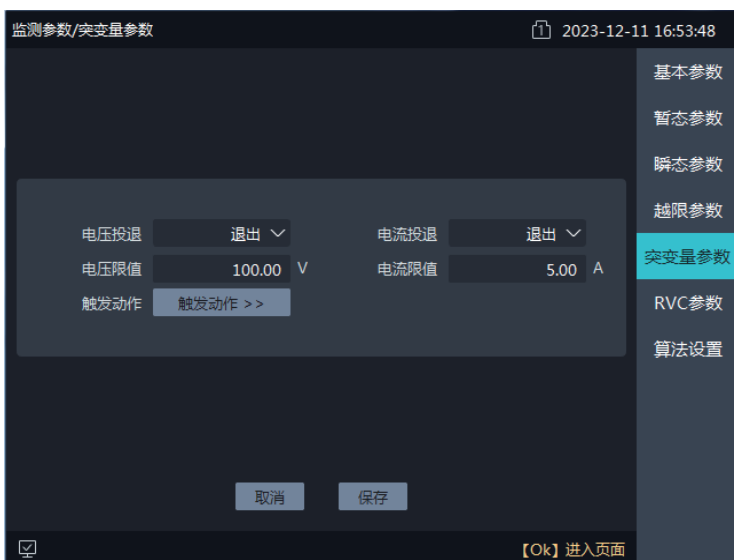 监测参数/突变量参数
1 2023-12-11 16:53:48
基本参数
暂态参数
瞬态参数
越限参数
突变量参数
RVC参数
算法设置
电压投退 退出 电流投退 退出
电压限值 100.00 V 电流限值 5.00 A
触发动作 触发动作 >>
取消 保存
【Ok】进入页面